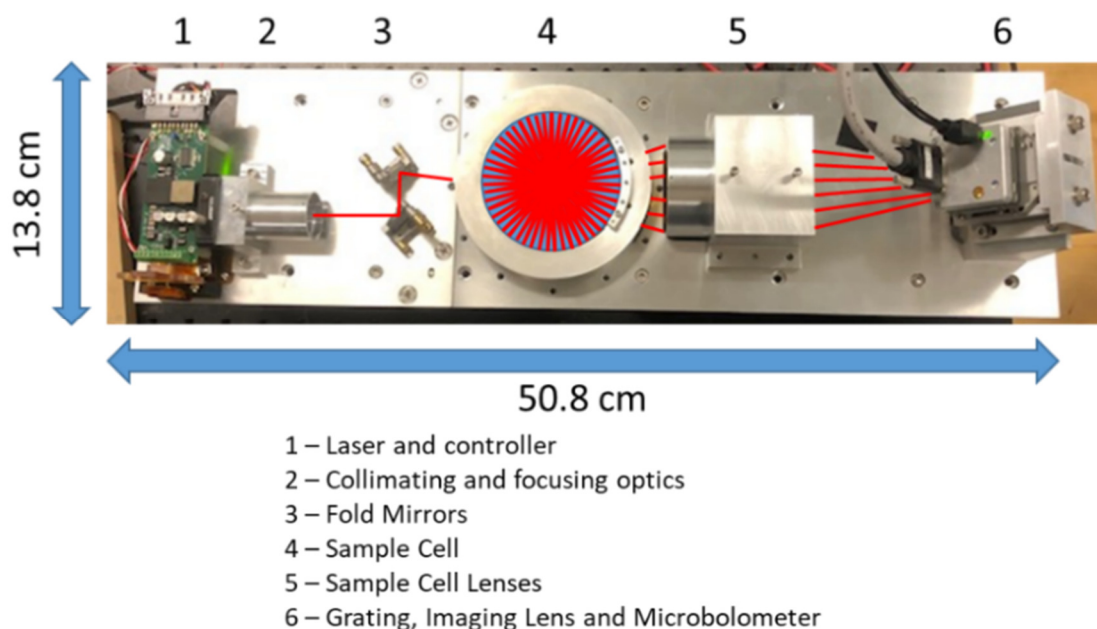 1 2 3 4 5 6
13.8 cm
50.8 cm
1 – Laser and controller
2 – Collimating and focusing optics
3 – Fold Mirrors
4 – Sample Cell
5 – Sample Cell Lenses
6 – Grating, Imaging Lens and Microbolometer